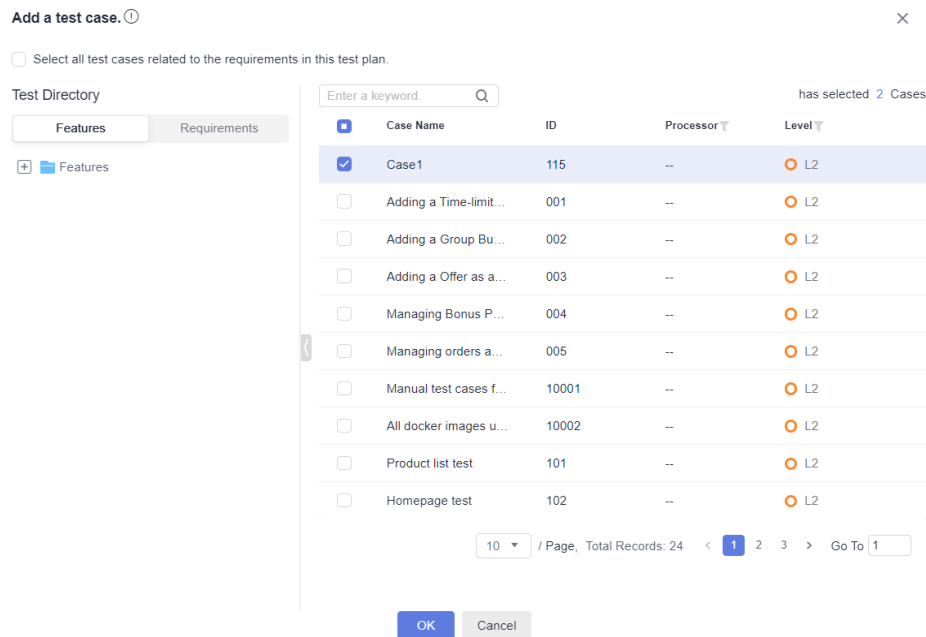 Add a test case.
Select all test cases related to the requirements in this test plan.
Test Directory
Features Requirements
Features
Enter a keyword. has selected 2 Cases
Case Name ID Processor Level
Case1 115 -- L2
Adding a Time-limit... 001 -- L2
Adding a Group Bu... 002 -- L2
Adding a Offer as a... 003 -- L2
Managing Bonus P... 004 -- L2
Managing orders a... 005 -- L2
Manual test cases f... 10001 -- L2
All docker images u... 10002 -- L2
Product list test 101 -- L2
Homepage test 102 -- L2
10 / Page, Total Records: 24 < 1 2 3 > Go To 1
OK Cancel